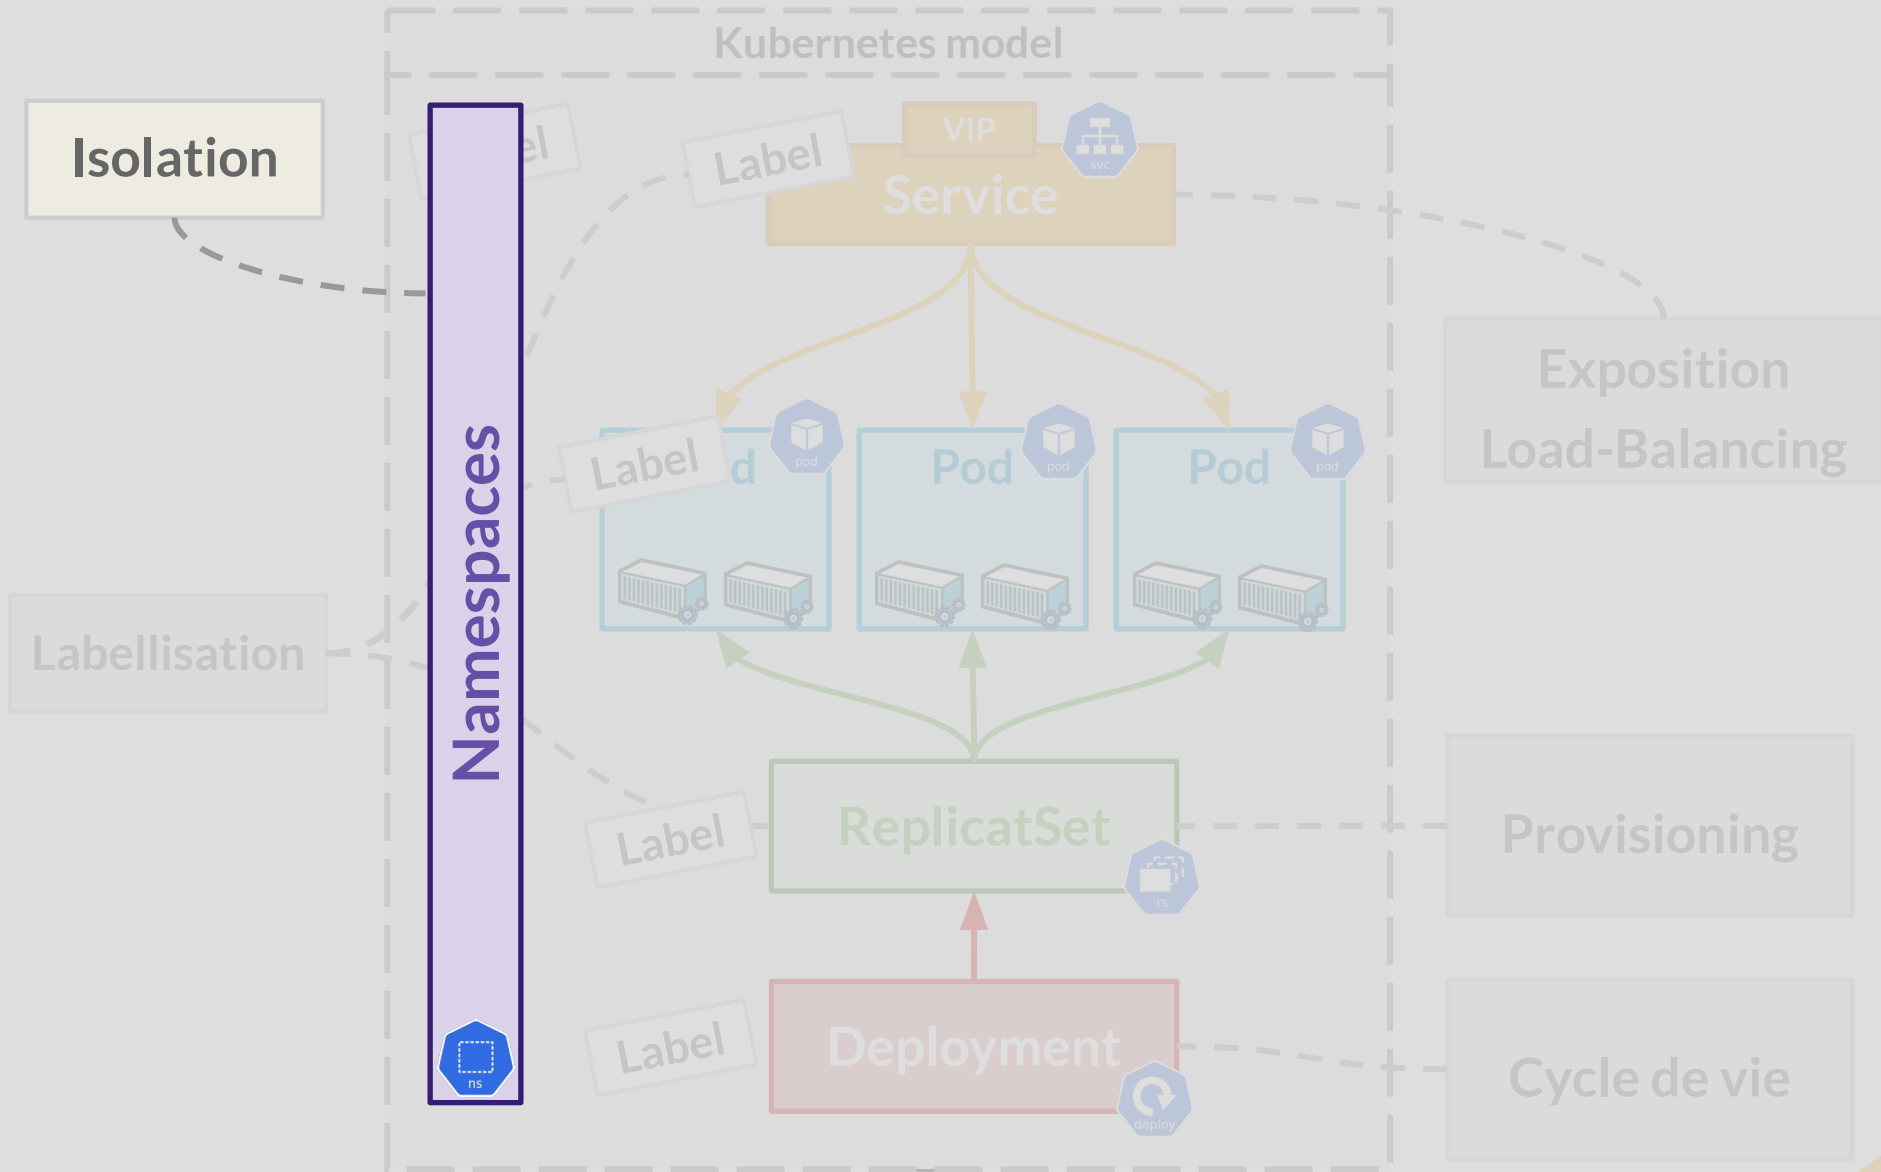 Kubernetes model
Isolation
el
Label
VIP
svc
Service
Exposition
Load-Balancing
Namespaces
Label
d
pod
Pod
pod
Pod
pod
Labellisation
Label
ReplicatSet
rs
Provisioning
Label
Deployment
deploy
Cycle de vie
ns